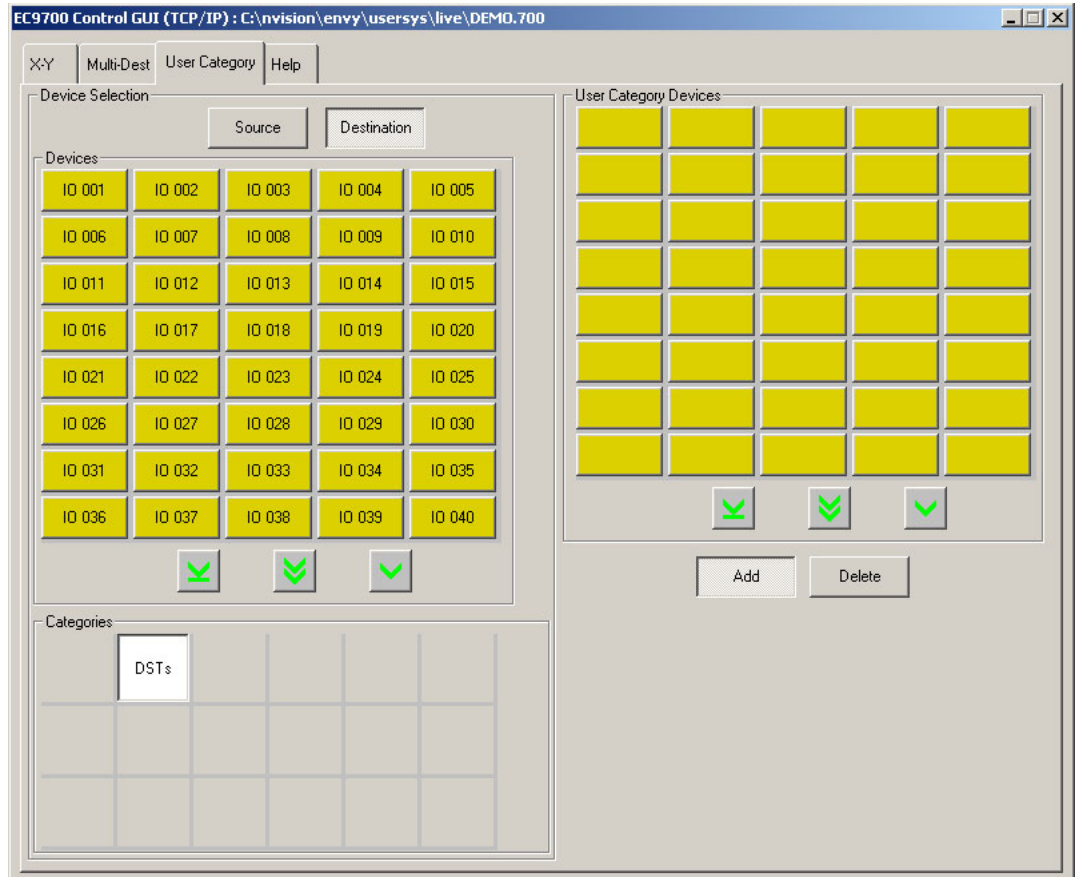 EC9700 Control GUI (TCP/IP) : C:\nvision\envy\usersys\live\DEMO.700
X-Y Multi-Dest User Category Help
Device Selection
Source Destination
Devices
IO 001 IO 002 IO 003 IO 004 IO 005
IO 006 IO 007 IO 008 IO 009 IO 010
IO 011 IO 012 IO 013 IO 014 IO 015
IO 016 IO 017 IO 018 IO 019 IO 020
IO 021 IO 022 IO 023 IO 024 IO 025
IO 026 IO 027 IO 028 IO 029 IO 030
IO 031 IO 032 IO 033 IO 034 IO 035
IO 036 IO 037 IO 038 IO 039 IO 040
Categories
DSTs
User Category Devices
Add Delete